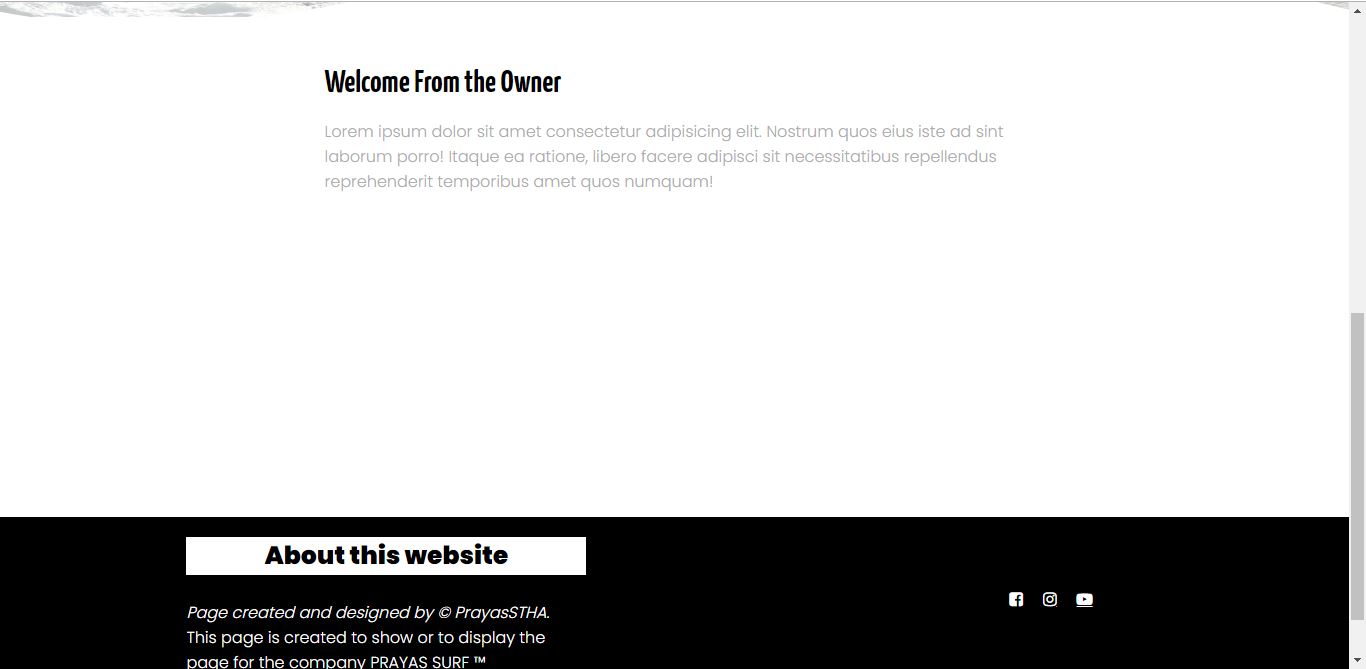 Welcome From the Owner
Lorem ipsum dolor sit amet consectetur adipisicing elit. Nostrum quos eius iste ad sint
laborum porro! Itaque ea ratione, libero facere adipisci sit necessitatibus repellendus
reprehenderit temporibus amet quos numquam!
About this website
Page created and designed by © PrayasSTHA.
This page is created to show or to display the
page for the company PRAYAS SURF ™